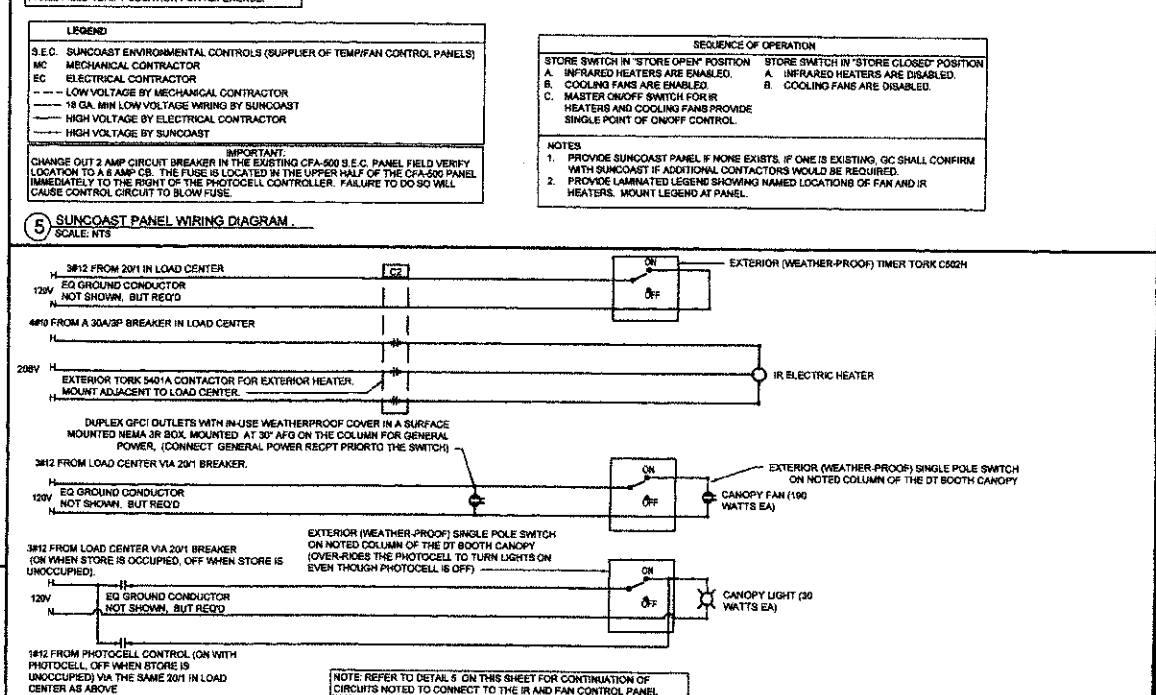 LEGEND
S.E.C. SUNCOAST ENVIRONMENTAL CONTROLS (SUPPLIER OF TEMP/FAN CONTROL PANELS)
MC MECHANICAL CONTRACTOR
EC ELECTRICAL CONTRACTOR
LOW VOLTAGE BY MECHANICAL CONTRACTOR
18 GA. MIN LOW VOLTAGE WIRING BY SUNCOAST
HIGH VOLTAGE BY ELECTRICAL CONTRACTOR
HIGH VOLTAGE BY SUNCOAST
IMPORTANT:
CHANGE OUT 2 AMP CIRCUIT BREAKER IN THE EXISTING CFA-500 S.E.C. PANEL FIELD VERIFY
LOCATION TO A 6 AMP CB. THE FUSE IS LOCATED IN THE UPPER HALF OF THE CFA-500 PANEL
IMMEDIATELY TO THE RIGHT OF THE PHOTOCELL CONTROLLER. FAILURE TO DO SO WILL
CAUSE CONTROL CIRCUIT TO BLOW FUSE.
SEQUENCE OF OPERATION
STORE SWITCH IN "STORE OPEN" POSITION
A. INFRARED HEATERS ARE ENABLED.
B. COOLING FANS ARE ENABLED.
C. MASTER ON/OFF SWITCH FOR IR
HEATERS AND COOLING FANS PROVIDE
SINGLE POINT OF ON/OFF CONTROL.
STORE SWITCH IN "STORE CLOSED" POSITION
A. INFRARED HEATERS ARE DISABLED.
B. COOLING FANS ARE DISABLED.
NOTES
1. PROVIDE SUNCOAST PANEL IF NONE EXISTS. IF ONE IS EXISTING, GC SHALL CONFIRM
WITH SUNCOAST IF ADDITIONAL CONTACTORS WOULD BE REQUIRED.
2. PROVIDE LAMINATED LEGEND SHOWING NAMED LOCATIONS OF FAN AND IR
HEATERS. MOUNT LEGEND AT PANEL.
5 SUNCOAST PANEL WIRING DIAGRAM.
SCALE: NTS
3#12 FROM 20/1 IN LOAD CENTER
H
120V EQ GROUND CONDUCTOR
NOT SHOWN, BUT REQ'D
N
C2
ON
OFF
EXTERIOR (WEATHER-PROOF) TIMER TORK C502H
4#10 FROM A 30A/3P BREAKER IN LOAD CENTER
H
208V H
EXTERIOR TORK 5401A CONTACTOR FOR EXTERIOR HEATER.
MOUNT ADJACENT TO LOAD CENTER.
H
IR ELECTRIC HEATER
DUPLEX GFCI OUTLETS WITH IN-USE WEATHERPROOF COVER IN A SURFACE
MOUNTED NEMA 3R BOX, MOUNTED AT 30" AFG ON THE COLUMN FOR GENERAL
POWER, (CONNECT GENERAL POWER RECPT PRIORTO THE SWITCH)
3#12 FROM LOAD CENTER VIA 20/1 BREAKER.
H
120V EQ GROUND CONDUCTOR
NOT SHOWN, BUT REQ'D
N
ON
OFF
EXTERIOR (WEATHER-PROOF) SINGLE POLE SWITCH
ON NOTED COLUMN OF THE DT BOOTH CANOPY
CANOPY FAN (190
WATTS EA)
EXTERIOR (WEATHER-PROOF) SINGLE POLE SWITCH
ON NOTED COLUMN OF THE DT BOOTH CANOPY
(OVER-RIDES THE PHOTOCELL TO TURN LIGHTS ON
EVEN THOUGH PHOTOCELL IS OFF)
3#12 FROM LOAD CENTER VIA 20/1 BREAKER
(ON WHEN STORE IS OCCUPIED, OFF WHEN STORE IS
UNOCCUPIED).
H
120V EQ GROUND CONDUCTOR
NOT SHOWN, BUT REQ'D
N
ON
OFF
CANOPY LIGHT (30
WATTS EA)
1#12 FROM PHOTOCELL CONTROL (ON WITH
PHOTOCELL, OFF WHEN STORE IS
UNOCCUPIED) VIA THE SAME 20/1 IN LOAD
CENTER AS ABOVE
NOTE: REFER TO DETAIL 5 ON THIS SHEET FOR CONTINUATION OF
CIRCUITS NOTED TO CONNECT TO THE IR AND FAN CONTROL PANEL